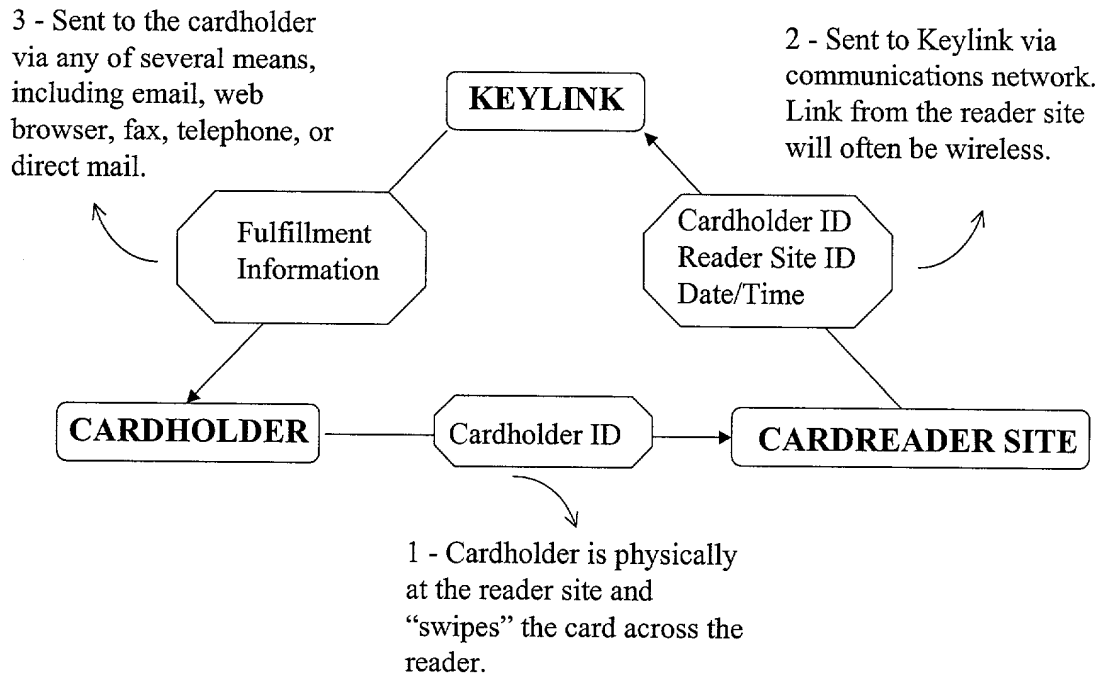 3 - Sent to the cardholder
via any of several means,
including email, web
browser, fax, telephone, or
direct mail.
2 - Sent to Keylink via
communications network.
Link from the reader site
will often be wireless.
KEYLINK
Fulfillment
Information
Cardholder ID
Reader Site ID
Date/Time
CARDHOLDER
Cardholder ID
CARDREADER SITE
1 - Cardholder is physically
at the reader site and
“swipes” the card across the
reader.